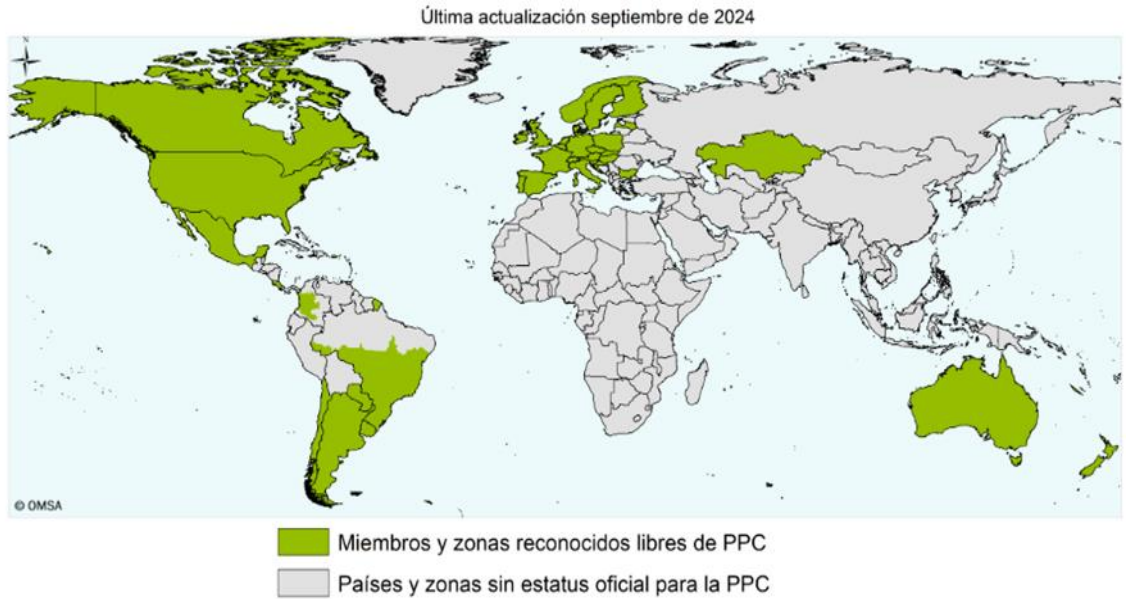 Última actualización septiembre de 2024
N
© OMSA
Miembros y zonas reconocidos libres de PPC
Países y zonas sin estatus oficial para la PPC